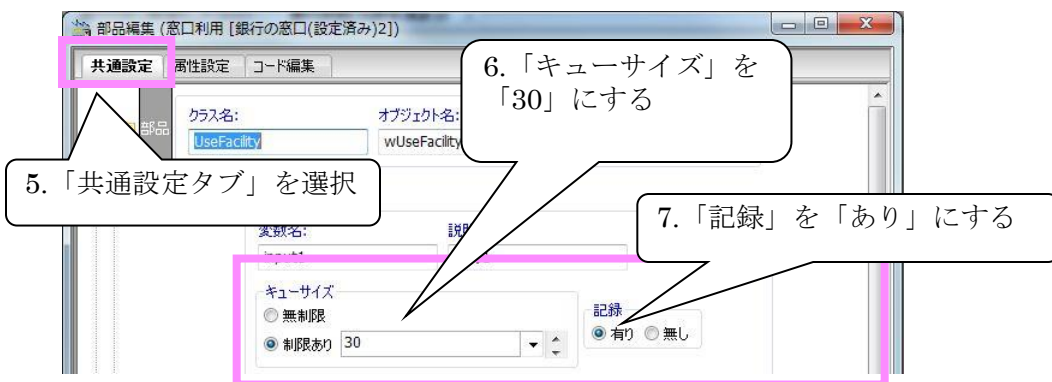 部品編集 (窓口利用 [銀行の窓口(設定済み)2])
共通設定 属性設定 コード編集
6.「キューサイズ」を
「30」にする
部品
クラス名:
オブジェクト名:
UseFacility
wUseFacility
5.「共通設定タブ」を選択
7.「記録」を「あり」にする
変数名:
キューサイズ
無制限
制限あり 30
記録
有り 無し